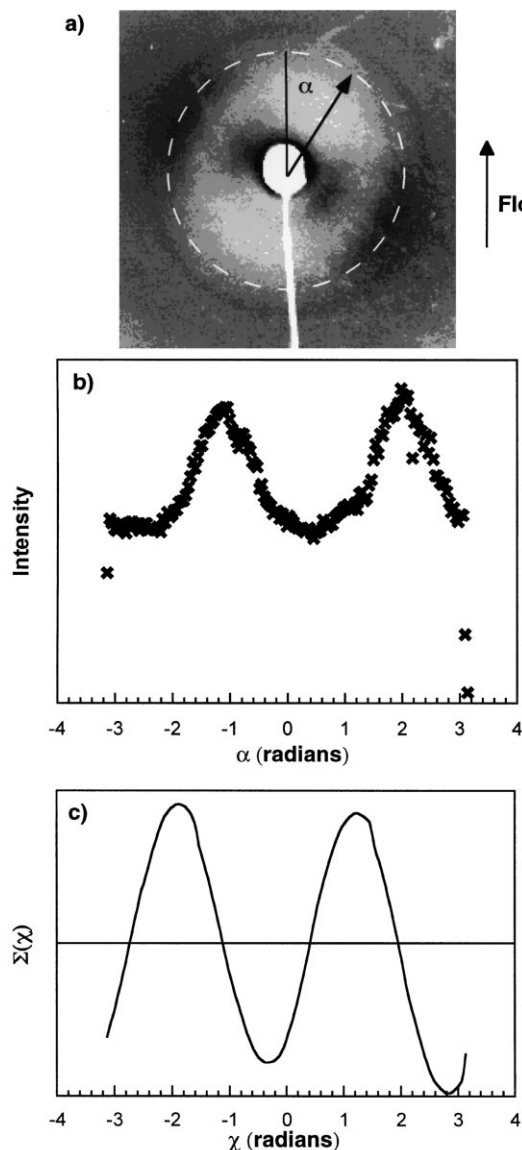 a)
α
Flo
b)
Intensity
-4 -3 -2 -1 0 1 2 3 4
α (radians)
c)
Σ(χ)
-4 -3 -2 -1 0 1 2 3 4
χ (radians)